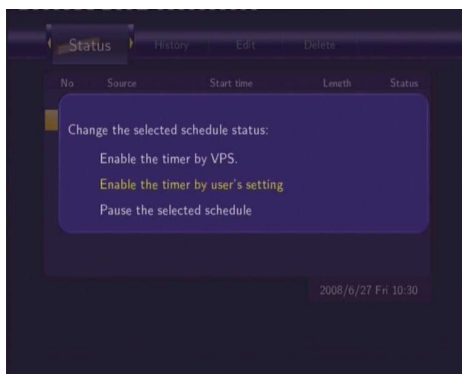 Status History Edit Delete
No Source Start time Length Status
Change the selected schedule status:
Enable the timer by VPS.
Enable the timer by user's setting
Pause the selected schedule
2008/6/27 Fri 10:30